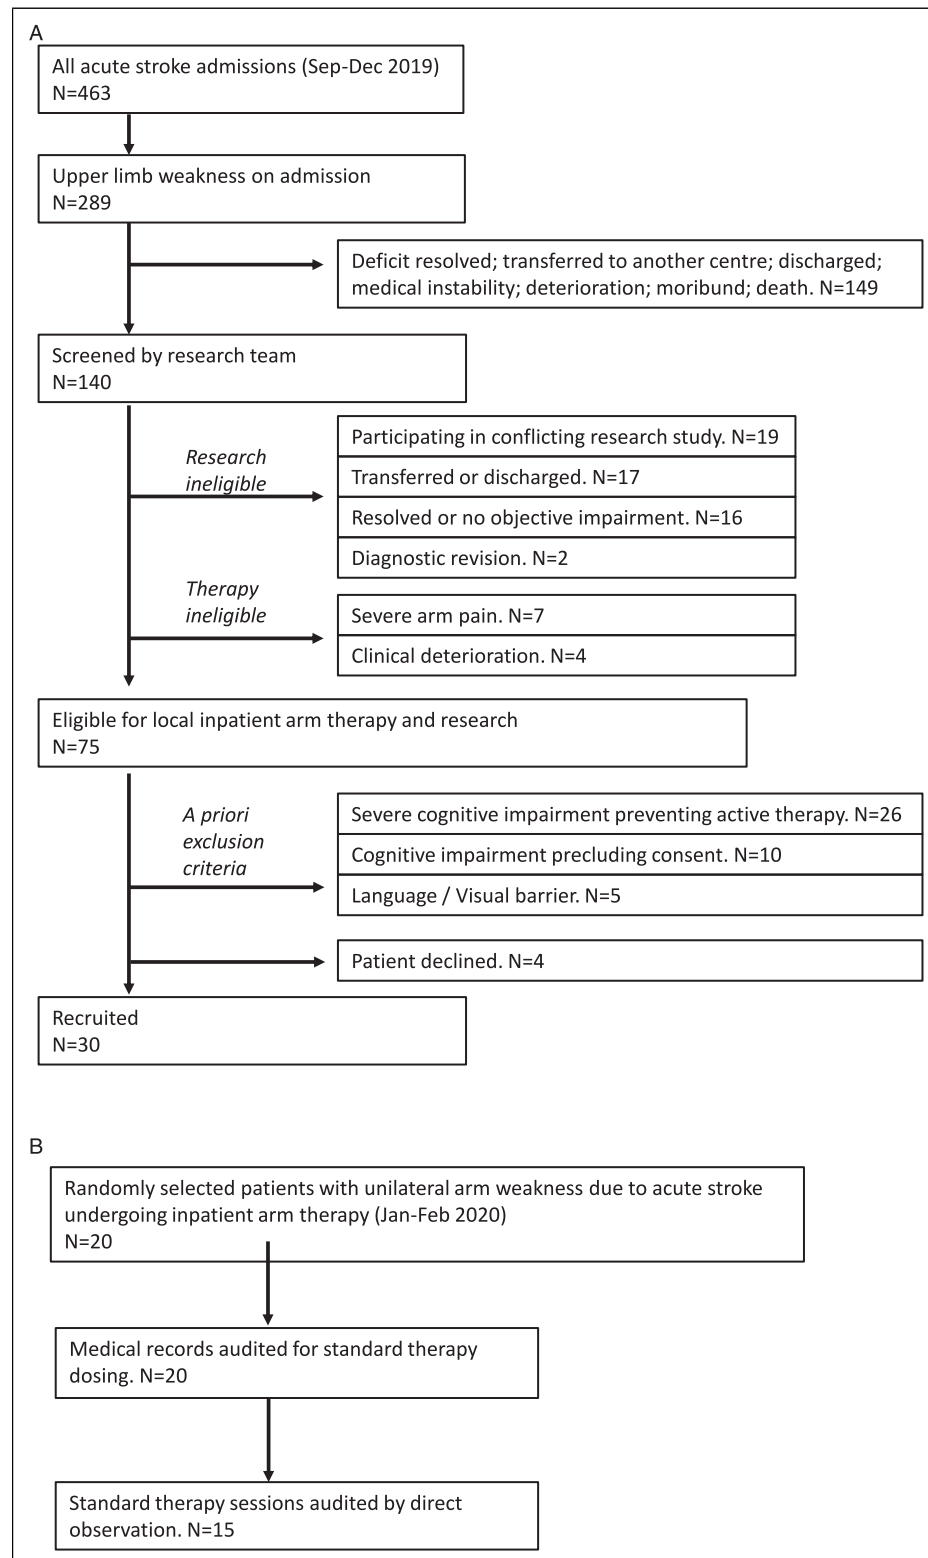 A
All acute stroke admissions (Sep-Dec 2019)
N=463
Upper limb weakness on admission
N=289
Deficit resolved; transferred to another centre; discharged;
medical instability; deterioration; moribund; death. N=149
Screened by research team
N=140
Research
ineligible
Participating in conflicting research study. N=19
Transferred or discharged. N=17
Resolved or no objective impairment. N=16
Diagnostic revision. N=2
Therapy
ineligible
Severe arm pain. N=7
Clinical deterioration. N=4
Eligible for local inpatient arm therapy and research
N=75
A priori
exclusion
criteria
Severe cognitive impairment preventing active therapy. N=26
Cognitive impairment precluding consent. N=10
Language / Visual barrier. N=5
Patient declined. N=4
Recruited
N=30
B
Randomly selected patients with unilateral arm weakness due to acute stroke
undergoing inpatient arm therapy (Jan-Feb 2020)
N=20
Medical records audited for standard therapy
dosing. N=20
Standard therapy sessions audited by direct
observation. N=15